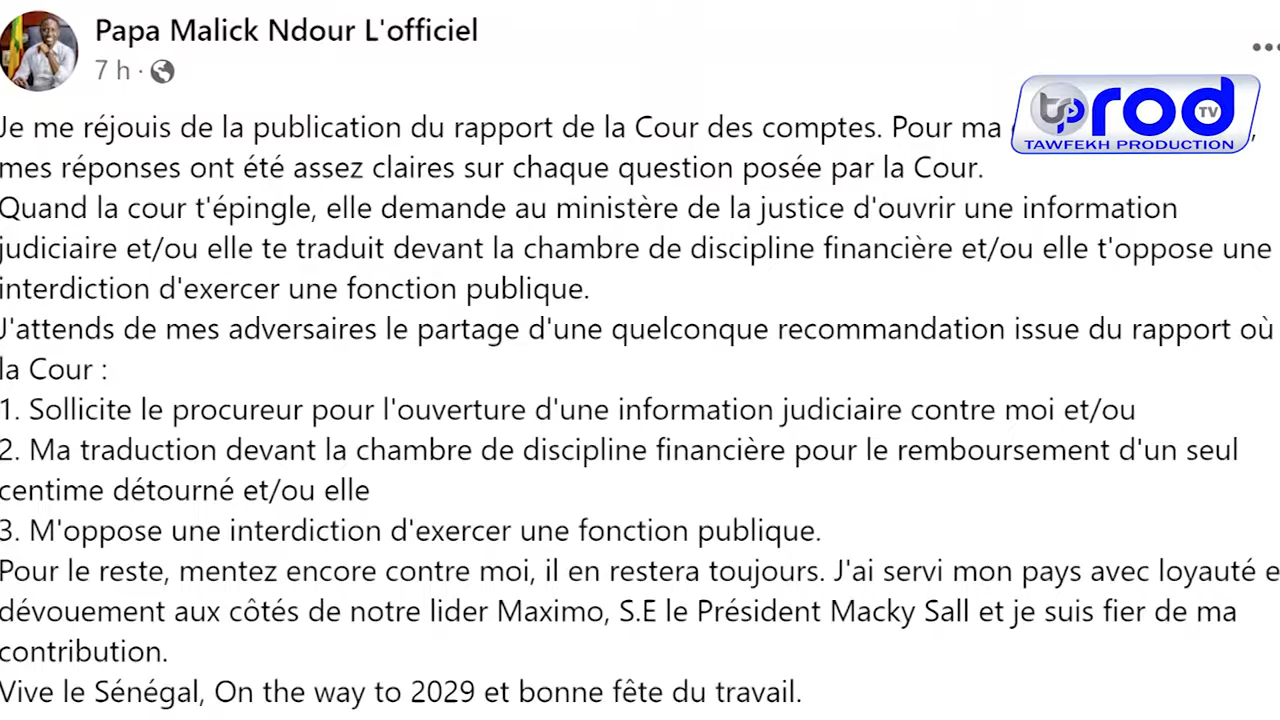 Papa Malick Ndour L'officiel
7 h ·
Je me réjouis de la publication du rapport de la Cour des comptes. Pour ma
mes réponses ont été assez claires sur chaque question posée par la Cour.
Quand la cour t'épingle, elle demande au ministère de la justice d'ouvrir une information
judiciaire et/ou elle te traduit devant la chambre de discipline financière et/ou elle t'oppose une
interdiction d'exercer une fonction publique.
J'attends de mes adversaires le partage d'une quelconque recommandation issue du rapport où
la Cour :
1. Sollicite le procureur pour l'ouverture d'une information judiciaire contre moi et/ou
2. Ma traduction devant la chambre de discipline financière pour le remboursement d'un seul
centime détourné et/ou elle
3. M'oppose une interdiction d'exercer une fonction publique.
Pour le reste, mentez encore contre moi, il en restera toujours. J'ai servi mon pays avec loyauté e
dévouement aux côtés de notre lider Maximo, S.E le Président Macky Sall et je suis fier de ma
contribution.
Vive le Sénégal, On the way to 2029 et bonne fête du travail.
tp rod TV
TAWFEKH PRODUCTION